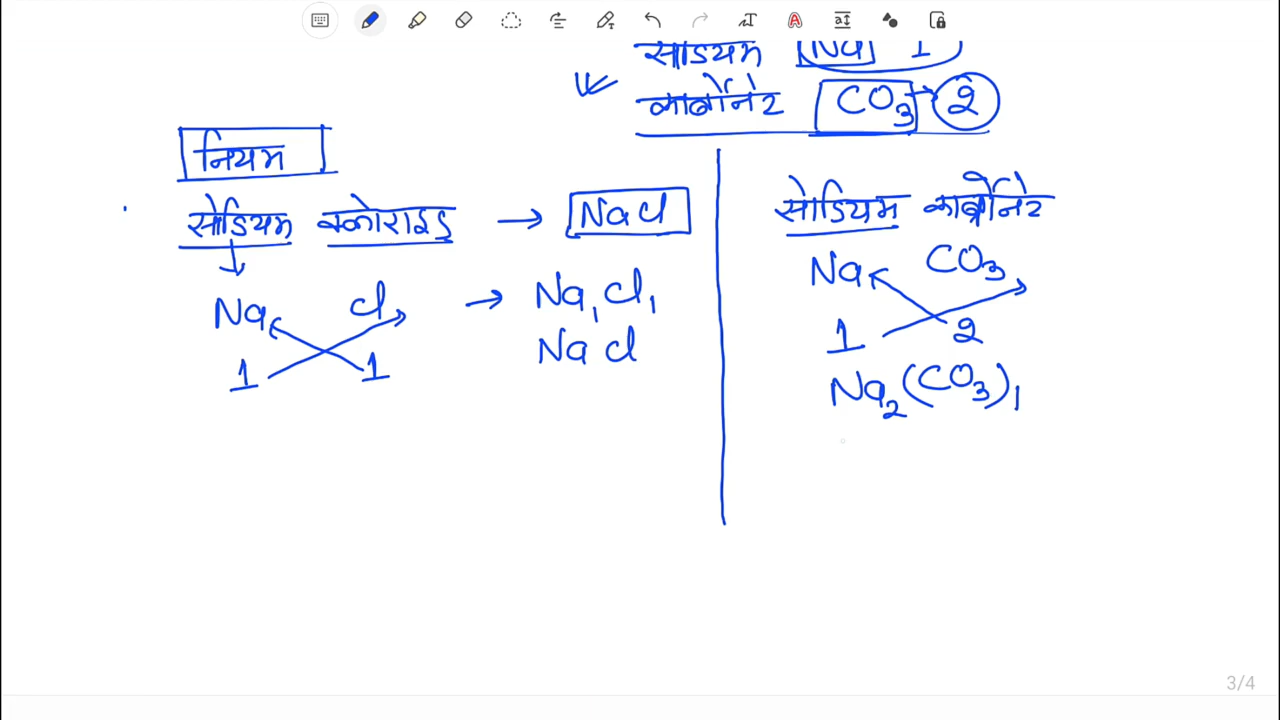 सोडियम Na 1
कार्बोनेट CO3 → 2
नियम
सोडियम क्लोराइड → NaCl
Na Cl → Na1Cl1
1 1
NaCl
सोडियम कार्बोनेट
Na CO3
1 2
Na2(CO3)1
3/4